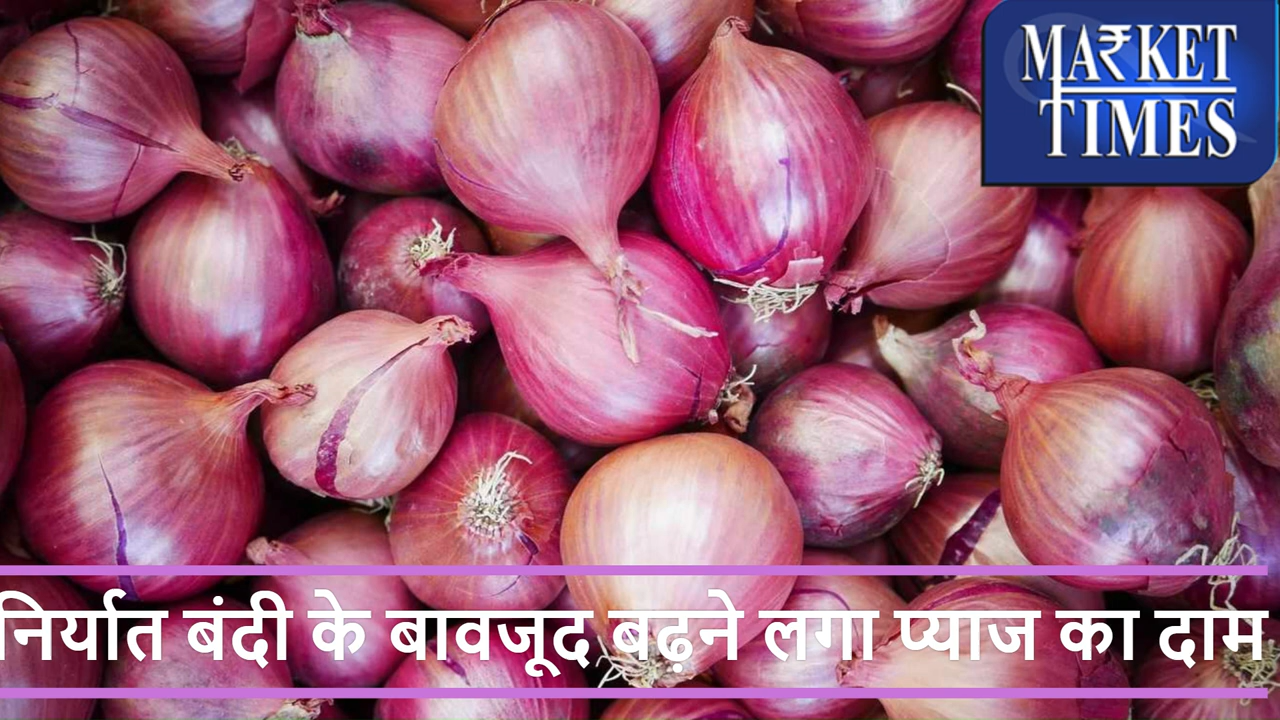 MA₹KET
TIMES
निर्यात बंदी के बावजूद बढ़ने लगा प्याज का दाम